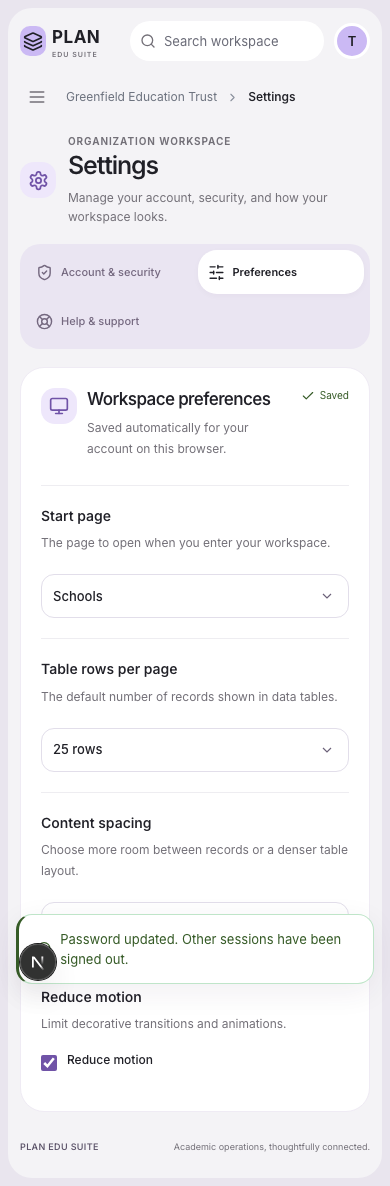 PLAN
EDU SUITE
Search workspace
T
Greenfield Education Trust
Settings
ORGANIZATION WORKSPACE
Settings
Manage your account, security, and how your
workspace looks.
Account & security
Preferences
Help & support
Workspace preferences
Saved
Saved automatically for your
account on this browser.
Start page
The page to open when you enter your workspace.
Schools
Table rows per page
The default number of records shown in data tables.
25 rows
Content spacing
Choose more room between records or a denser table
layout.
Password updated. Other sessions have been
signed out.
N
Reduce motion
Limit decorative transitions and animations.
Reduce motion
PLAN EDU SUITE
Academic operations, thoughtfully connected.